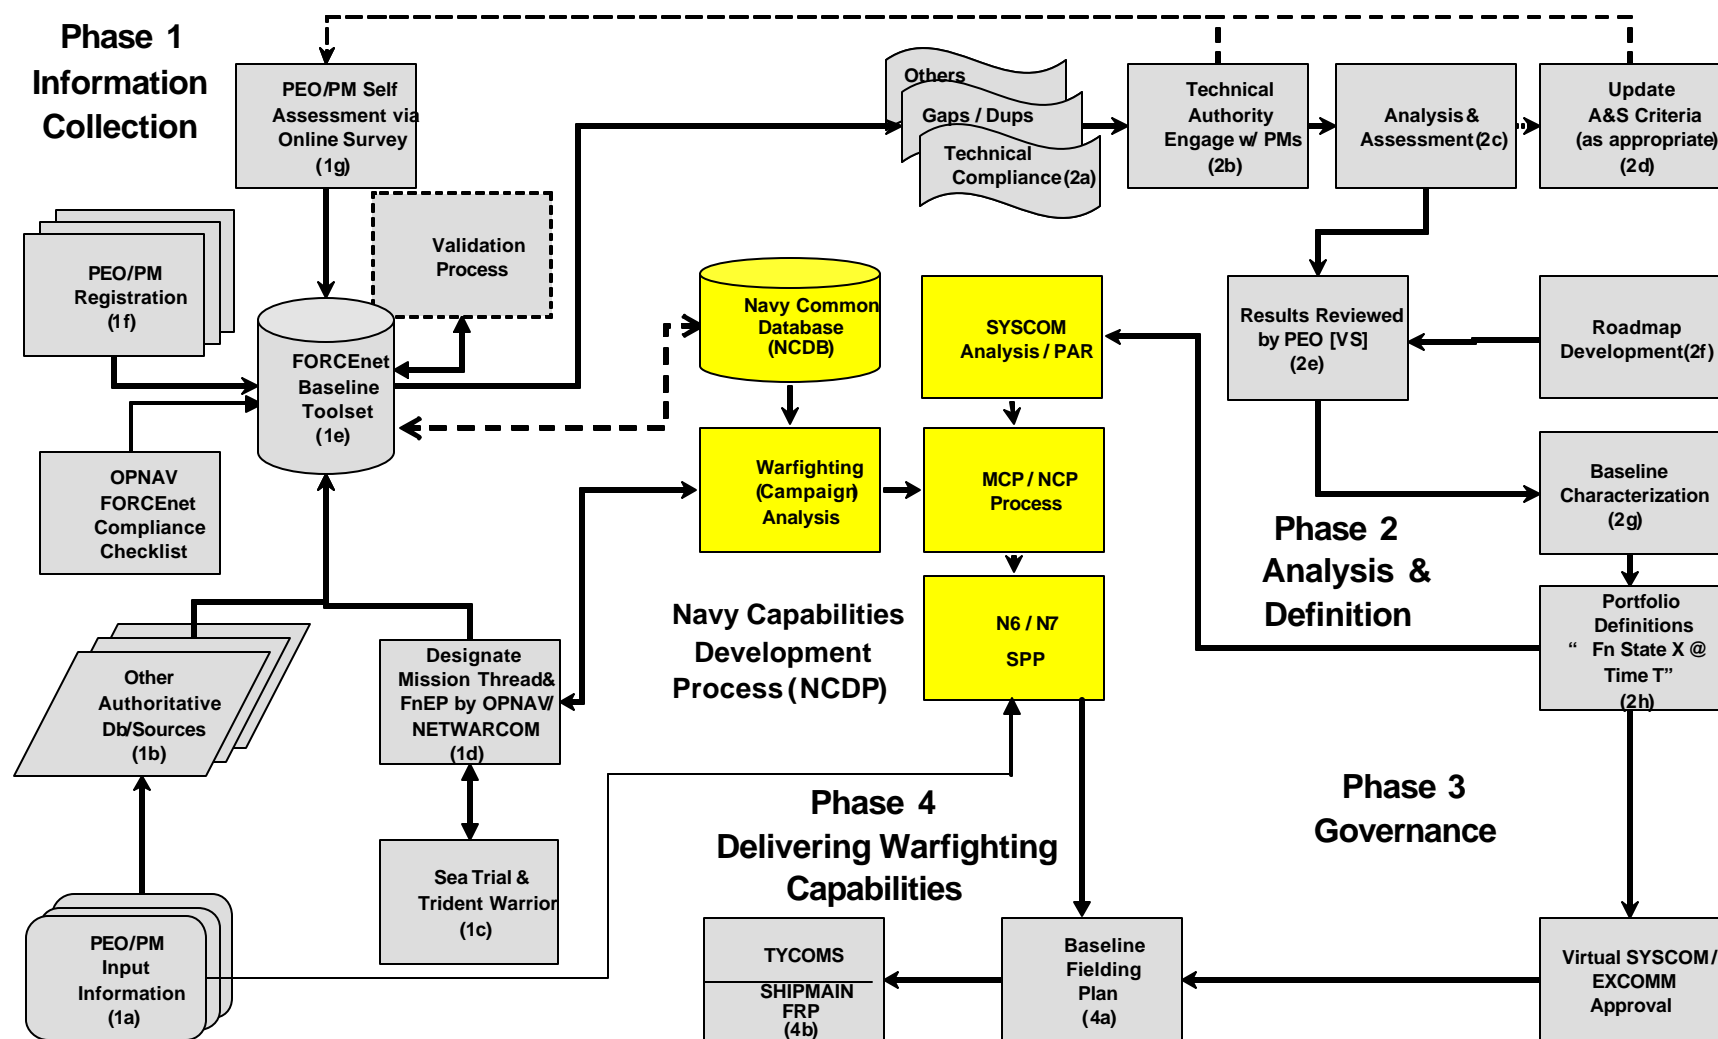 Phase 1
Information
Collection
PEO/PM Self
Assessment via
Online Survey
(1g)
Others
Gaps / Dups
Technical
Compliance (2a)
Technical
Authority
Engage w/ PMs
(2b)
Analysis &
Assessment (2c)
Update
A&S Criteria
(as appropriate)
(2d)
PEO/PM
Registration
(1f)
Validation
Process
FORCEnet
Baseline
Toolset
(1e)
Navy Common
Database
(NCDB)
SYSCOM
Analysis / PAR
Results Reviewed
by PEO [VS]
(2e)
Roadmap
Development (2f)
OPNAV
FORCEnet
Compliance
Checklist
Warfighting
(Campaign)
Analysis
MCP / NCP
Process
Baseline
Characterization
(2g)
Phase 2
Analysis &
Definition
Navy Capabilities
Development
Process (NCDP)
N6 / N7
SPP
Portfolio
Definitions
“ Fn State X @
Time T”
(2h)
Other
Authoritative
Db/Sources
(1b)
Designate
Mission Thread&
FnEP by OPNAV/
NETWARCOM
(1d)
Phase 4
Delivering Warfighting
Capabilities
Phase 3
Governance
Sea Trial &
Trident Warrior
(1c)
PEO/PM
Input
Information
(1a)
TYCOMS
SHIPMAIN
FRP
(4b)
Baseline
Fielding
Plan
(4a)
Virtual SYSCOM /
EXCOMM
Approval